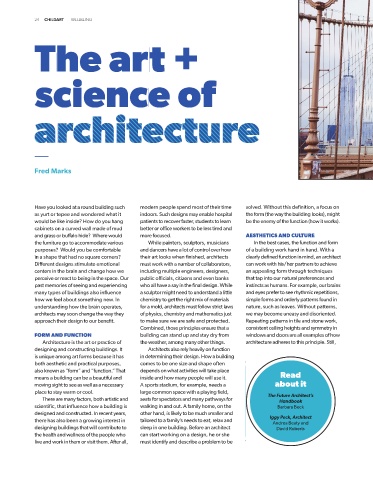 24 CHILDART BUILDING
The art +
science of
architecture
Fred Marks
Have you looked at a round building such
as yurt or tepee and wondered what it
would be like inside? How do you hang
cabinets on a curved wall made of mud
and grass or buffalo hide? Where would
the furniture go to accommodate various
purposes? Would you be comfortable
in a shape that had no square corners?
Different designs stimulate emotional
centers in the brain and change how we
perceive or react to being in the space. Our
past memories of seeing and experiencing
many types of buildings also influence
how we feel about something new. In
understanding how the brain operates,
architects may soon change the way they
approach their design to our benefit.
FORM AND FUNCTION
Architecture is the art or practice of
designing and constructing buildings. It
is unique among art forms because it has
both aesthetic and practical purposes,
also known as "form" and "function." That
means a building can be a beautiful and
moving sight to see as well as a necessary
place to stay warm or cool.
There are many factors, both artistic and
scientific, that influence how a building is
designed and constructed. In recent years,
there has also been a growing interest in
designing buildings that will contribute to
the health and wellness of the people who
live and work in them or visit them. After all,
modern people spend most of their time
indoors. Such designs may enable hospital
patients to recover faster, students to learn
better or office workers to be less tired and
more focused.
While painters, sculptors, musicians
and dancers have a lot of control over how
their art looks when finished, architects
must work with a number of collaborators,
including multiple engineers, designers,
public officials, citizens and even banks
who all have a say in the final design. While
a sculptor might need to understand a little
chemistry to get the right mix of materials
for a mold, architects must follow strict laws
of physics, chemistry and mathematics just
to make sure we are safe and protected.
Combined, those principles ensure that a
building can stand up and stay dry from
the weather, among many other things.
Architects also rely heavily on function
in determining their design. How a building
comes to be one size and shape often
depends on what activities will take place
inside and how many people will use it.
A sports stadium, for example, needs a
large common space with a playing field,
seats for spectators and many pathways for
walking in and out. A family home, on the
other hand, is likely to be much smaller and
tailored to a family's needs to eat, relax and
sleep in one building. Before an architect
can start working on a design, he or she
must identify and describe a problem to be
solved. Without this definition, a focus on
the form (the way the building looks), might
be the enemy of the function (how it works).
AESTHETICS AND CULTURE
In the best cases, the function and form
of a building work hand in hand. With a
clearly defined function in mind, an architect
can work with his/her partners to achieve
an appealing form through techniques
that tap into our natural preferences and
instincts as humans. For example, our brains
and eyes prefer to see rhythmic repetitions,
simple forms and orderly patterns found in
nature, such as leaves. Without patterns,
we may become uneasy and disoriented.
Repeating patterns in tile and stone work,
consistent ceiling heights and symmetry in
windows and doors are all examples of how
architecture adheres to this principle. Still,
Read
about it
The Future Architect's
Handbook
Barbara Beck
Iggy Peck, Architect
Andrea Beaty and
David Roberts